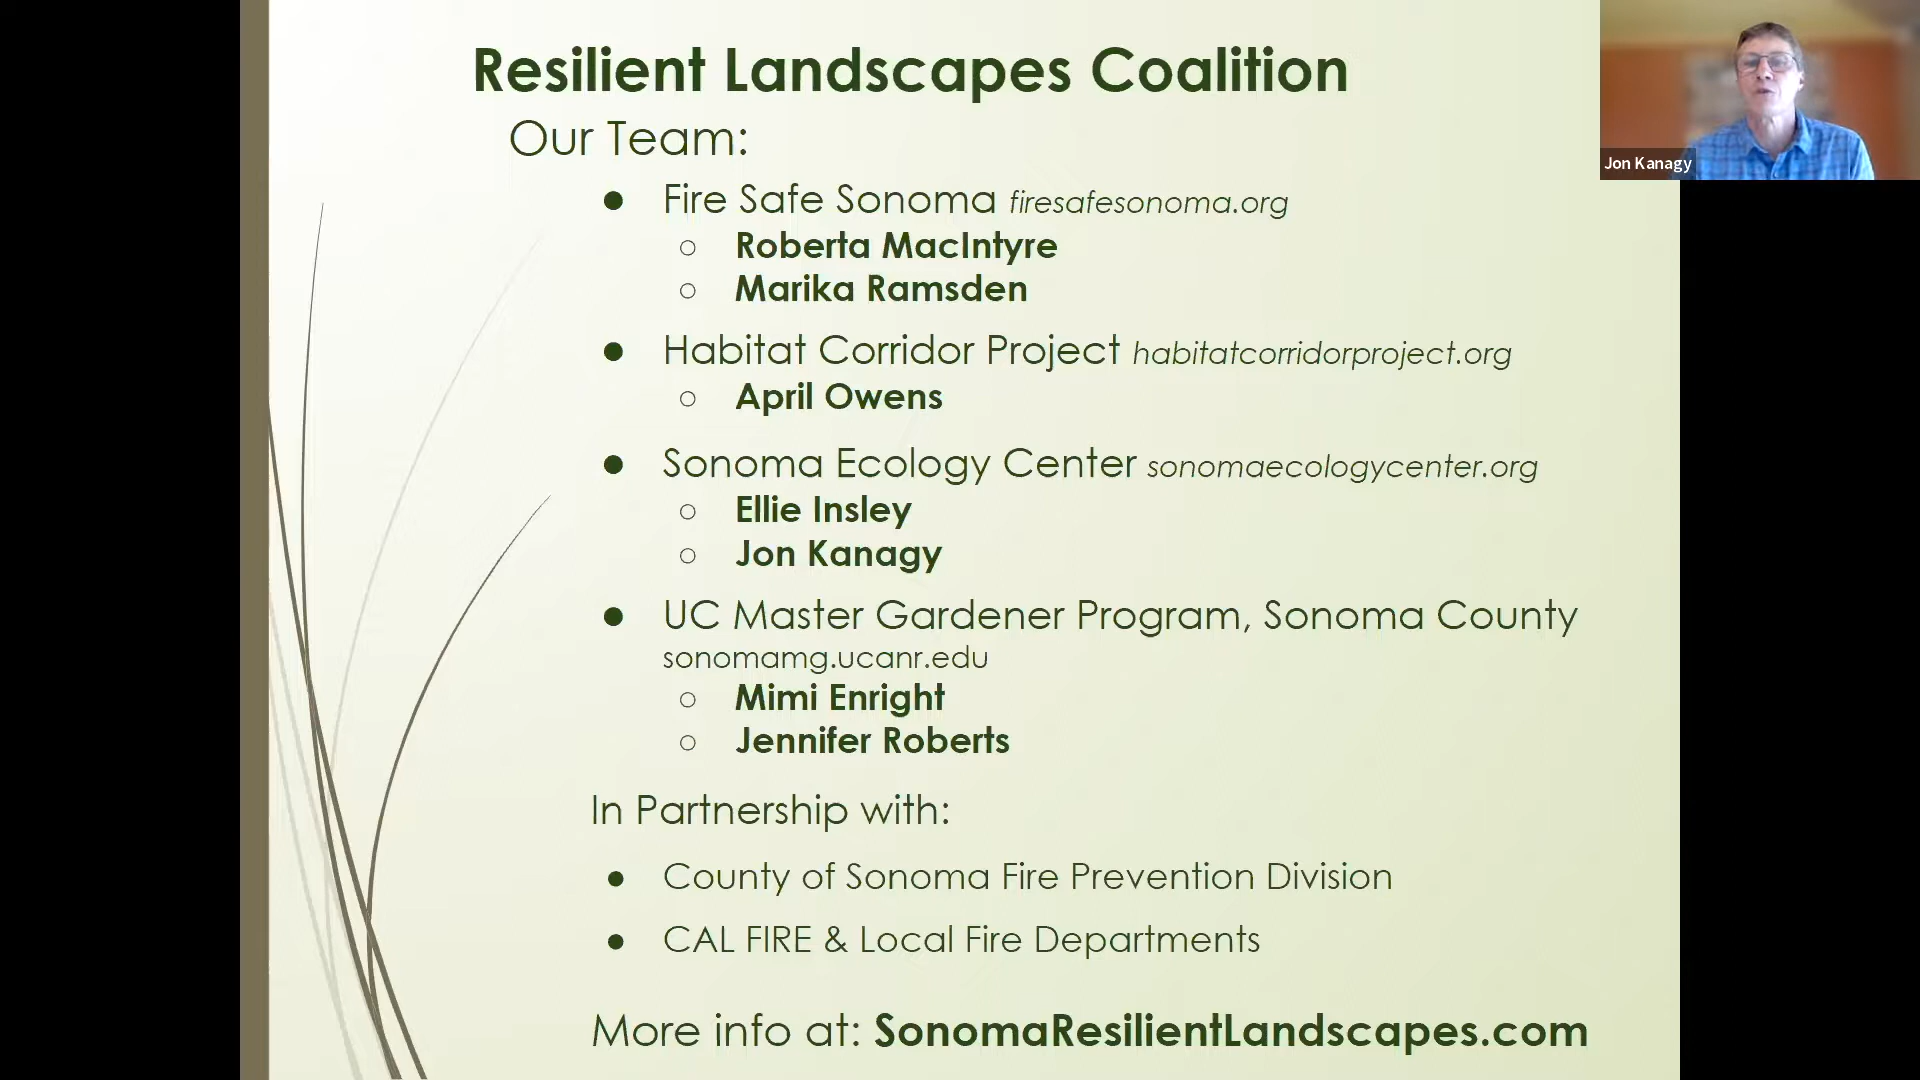 Resilient Landscapes Coalition
Our Team:
● Fire Safe Sonoma firesafesonoma.org
○ Roberta MacIntyre
○ Marika Ramsden
● Habitat Corridor Project habitatcorridorproject.org
○ April Owens
● Sonoma Ecology Center sonomaecologycenter.org
○ Ellie Insley
○ Jon Kanagy
● UC Master Gardener Program, Sonoma County
sonomamg.ucanr.edu
○ Mimi Enright
○ Jennifer Roberts
In Partnership with:
● County of Sonoma Fire Prevention Division
● CAL FIRE & Local Fire Departments
More info at: SonomaResilientLandscapes.com
Jon Kanagy